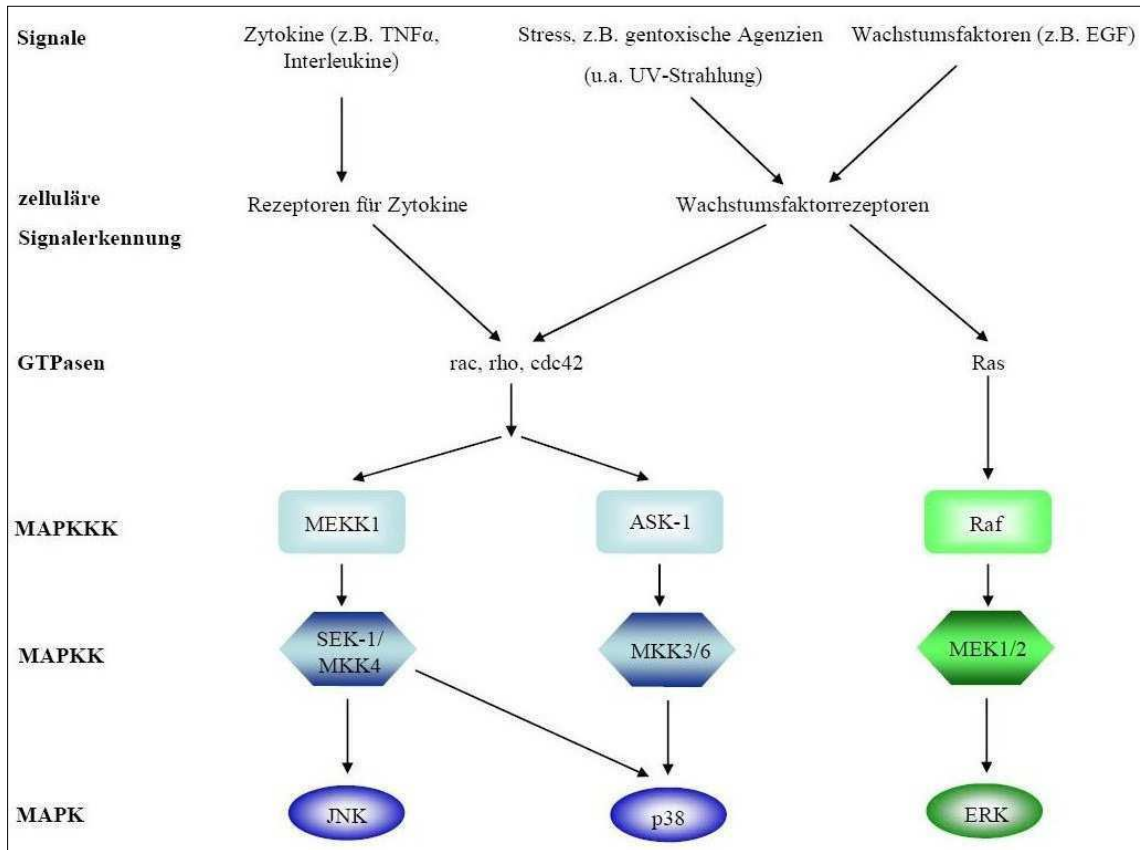 Signale
Zytokine (z.B. TNFα,
Interleukine)
Stress, z.B. gentoxische Agenzien
(u.a. UV-Strahlung)
Wachstumsfaktoren (z.B. EGF)
zelluläre
Signalerkennung
Rezeptoren für Zytokine
Wachstumsfaktorrezeptoren
GTPasen
rac, rho, cdc42
Ras
MAPKKK
MEKK1
ASK-1
Raf
MAPKK
SEK-1/
MKK4
MKK3/6
MEK1/2
MAPK
JNK
p38
ERK